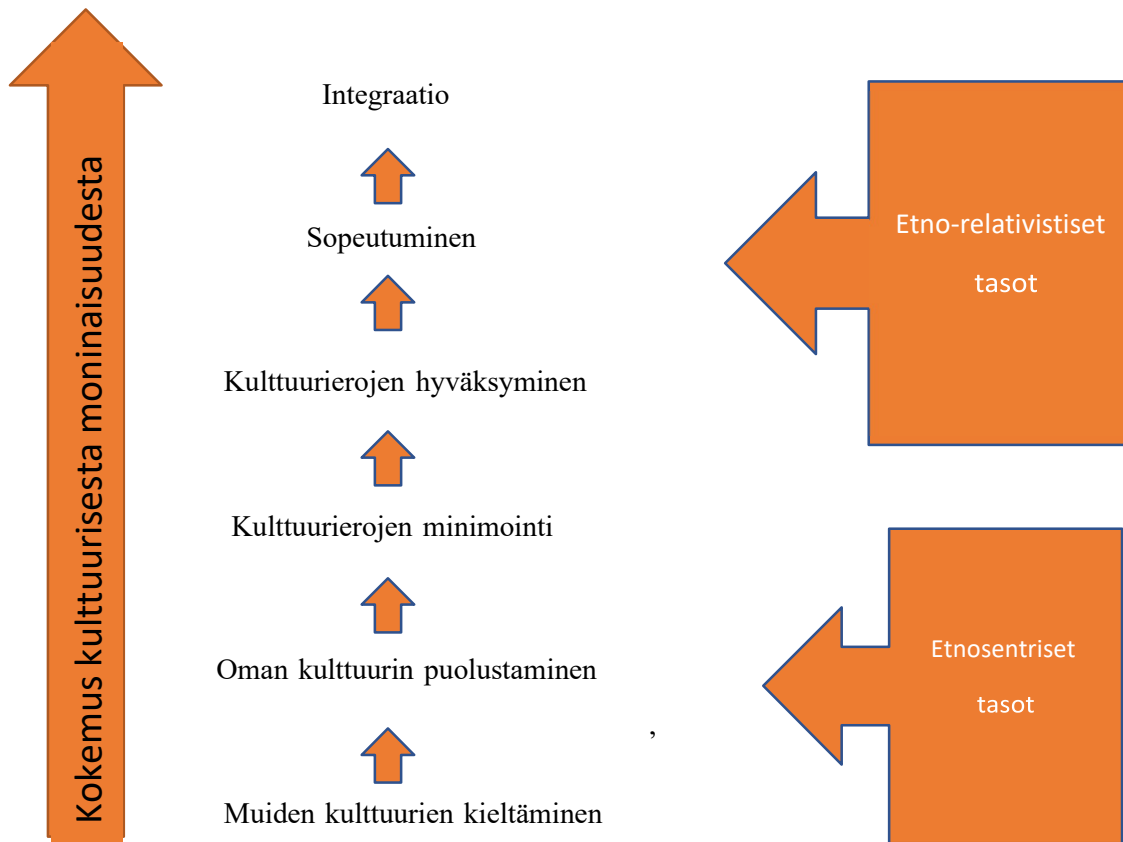 Kokemus kulttuurisesta moninaisuudesta
Integraatio
Sopeutuminen
Kulttuurierojen hyväksyminen
Kulttuurierojen minimointi
Oman kulttuurin puolustaminen
,
Muiden kulttuurien kieltäminen
Etno-relativistiset
tasot
Etnosentriset
tasot